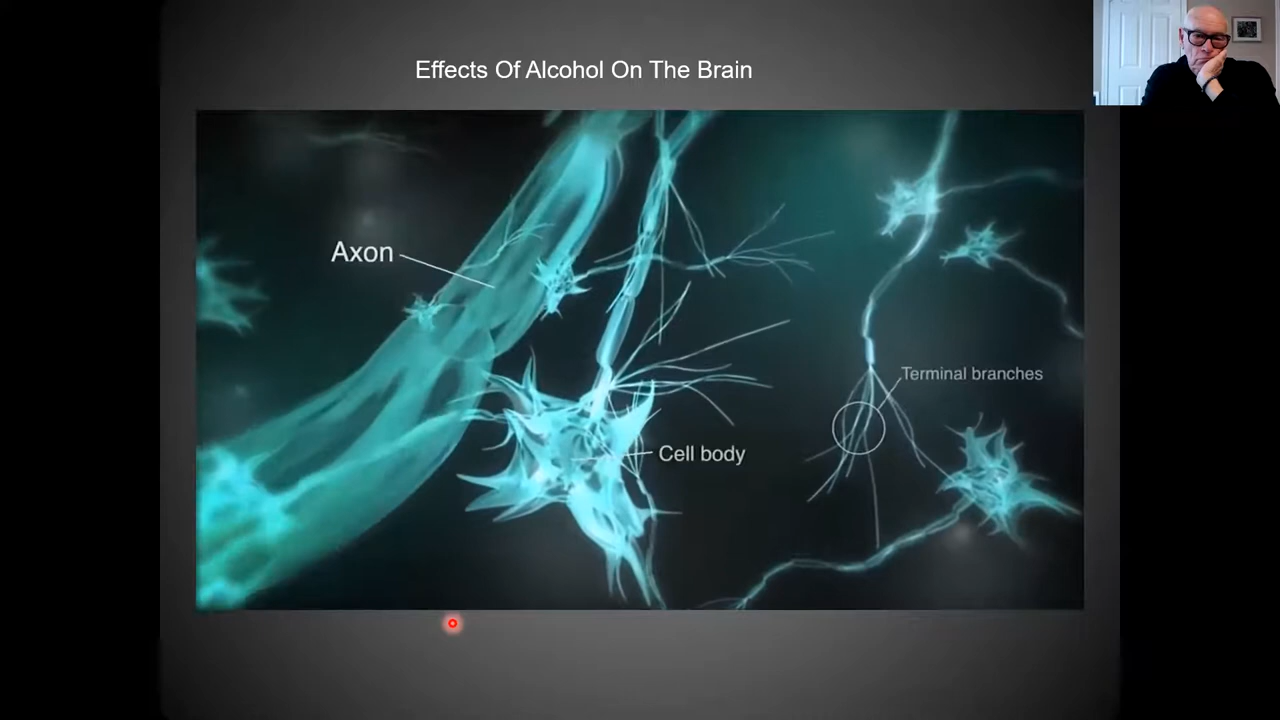 Effects Of Alcohol On The Brain
Axon
Terminal branches
Cell body